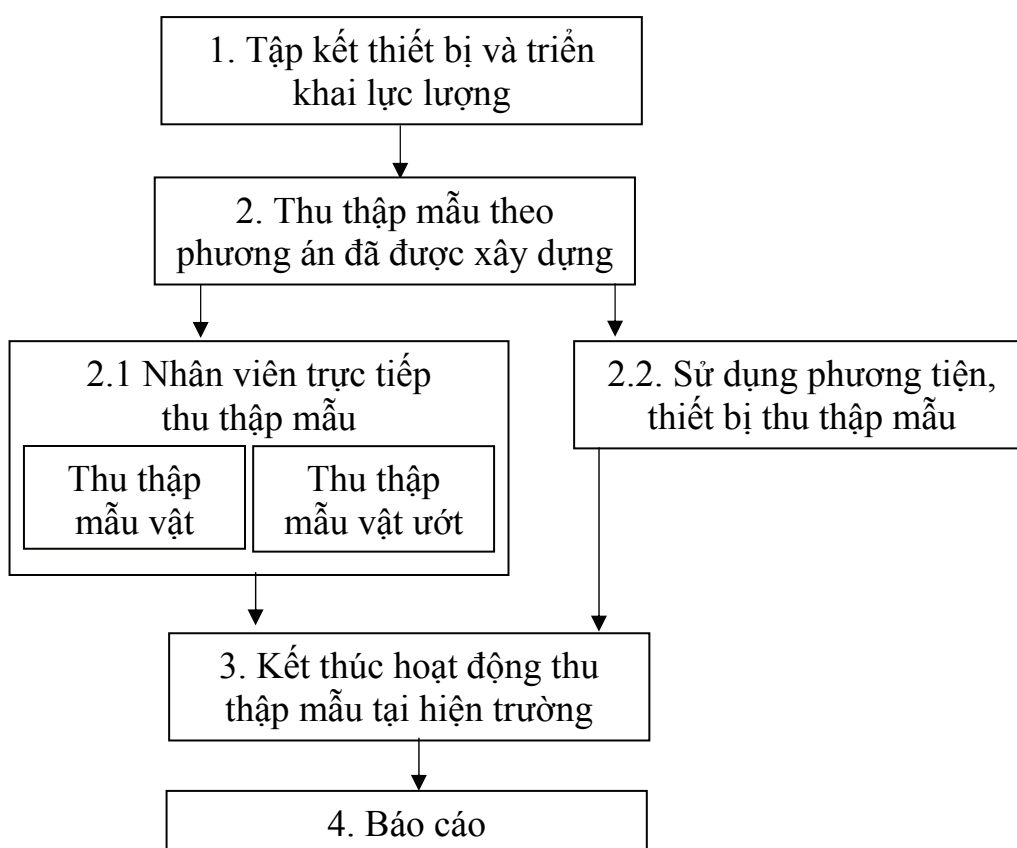 1. Tập kết thiết bị và triển
khai lực lượng
2. Thu thập mẫu theo
phương án đã được xây dựng
2.1 Nhân viên trực tiếp
thu thập mẫu
Thu thập
mẫu vật
Thu thập
mẫu vật ướt
2.2. Sử dụng phương tiện,
thiết bị thu thập mẫu
3. Kết thúc hoạt động thu
thập mẫu tại hiện trường
4. Báo cáo